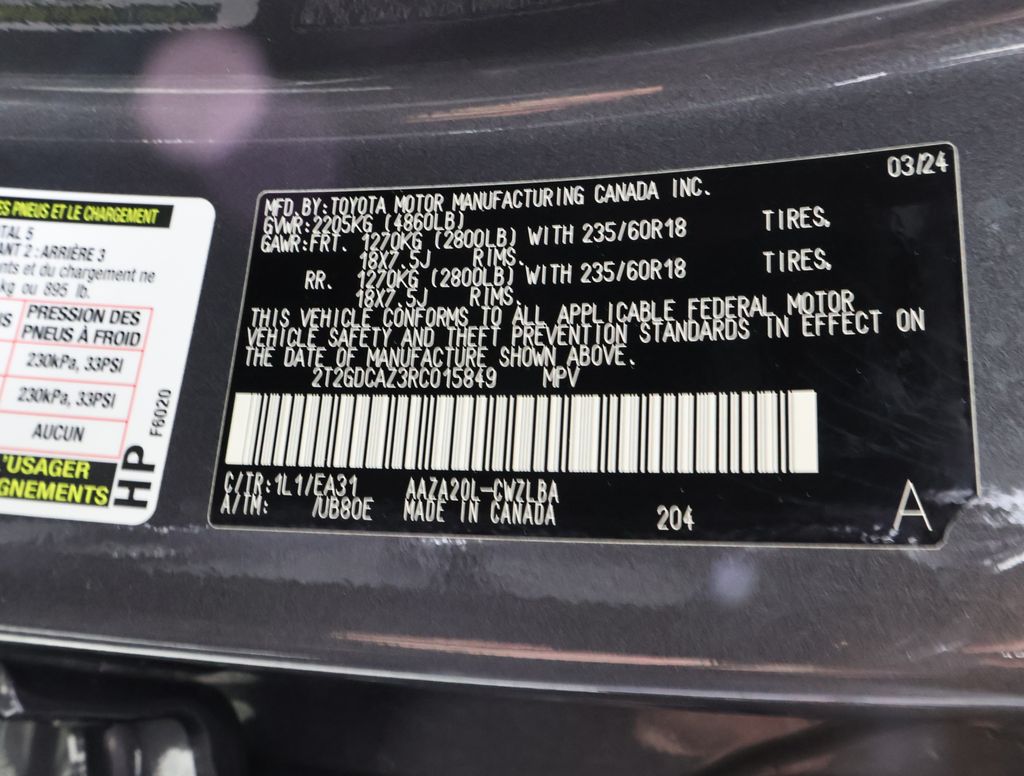 ES PNEUS ET LE CHARGEMENT
TAL 5
ANT 2 : ARRIÈRE 3
nts et du chargement ne
kg ou 895 lb.
IS PRESSION DES
PNEUS À FROID
230kPa, 33PSI
230kPa, 33PSI
AUCUN
L'USAGER
GNEMENTS
HP F6020
03/24
MFD.BY:TOYOTA MOTOR MANUFACTURING CANADA INC.
GVWR:2205KG (4860LB)
GAWR:FRT. 1270KG (2800LB) WITH 235/60R18 TIRES,
18X7.5J RIMS.
RR. 1270KG (2800LB) WITH 235/60R18 TIRES,
18X7.5J RIMS.
THIS VEHICLE CONFORMS TO ALL APPLICABLE FEDERAL MOTOR
VEHICLE SAFETY AND THEFT PREVENTION STANDARDS IN EFFECT ON
THE DATE OF MANUFACTURE SHOWN ABOVE.
2T2GDCAZ3RC015849 MPV
C/TR:1L1/EA31 AAZA20L-CWZLBA
A/TM: /UB80E MADE IN CANADA 204 A